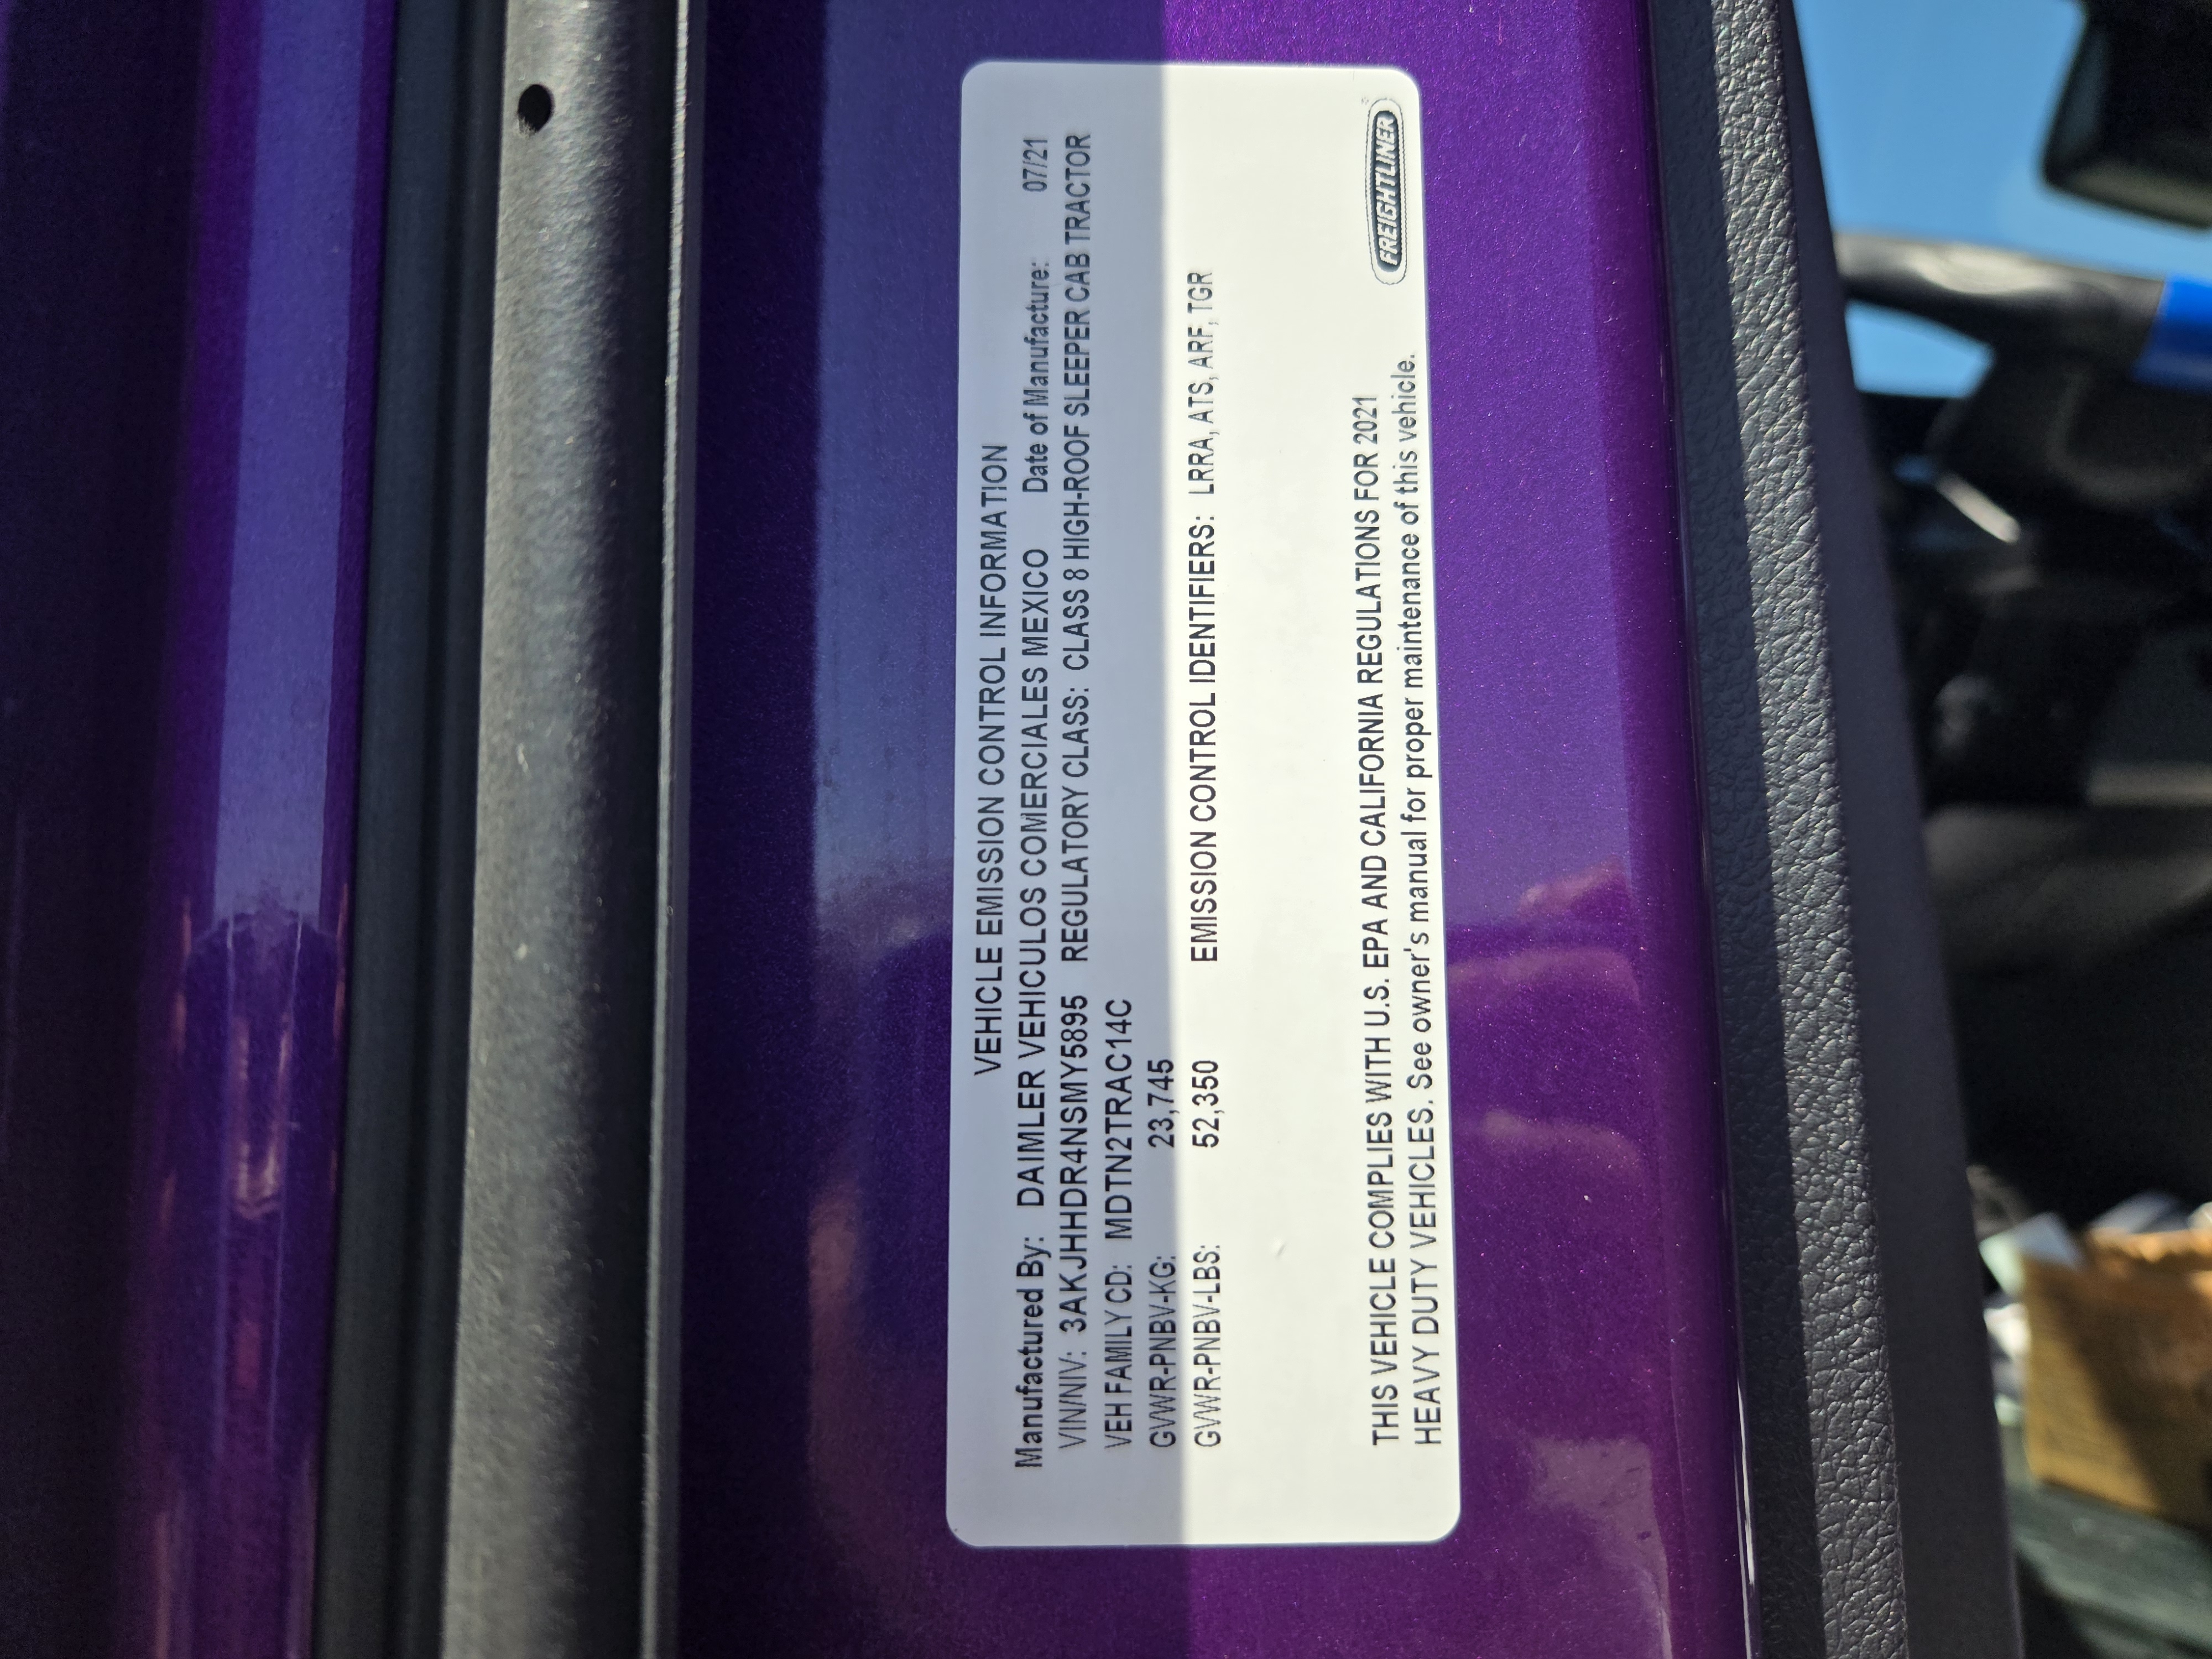 VEHICLE EMISSION CONTROL INFORMATION
Manufactured By: DAIMLER VEHICULOS COMERCIALES MEXICO Date of Manufacture: 07/21
VIN/NIV: 3AKJHHDR4NSMY5895 REGULATORY CLASS: CLASS 8 HIGH-ROOF SLEEPER CAB TRACTOR
VEH FAMILY CD: MDTN2TRAC14C
GVWR-PNBV-KG: 23,745
GVWR-PNBV-LBS: 52,350 EMISSION CONTROL IDENTIFIERS: LRRA, ATS, ARF, TGR
THIS VEHICLE COMPLIES WITH U.S. EPA AND CALIFORNIA REGULATIONS FOR 2021
HEAVY DUTY VEHICLES. See owner's manual for proper maintenance of this vehicle.
FREIGHTLINER